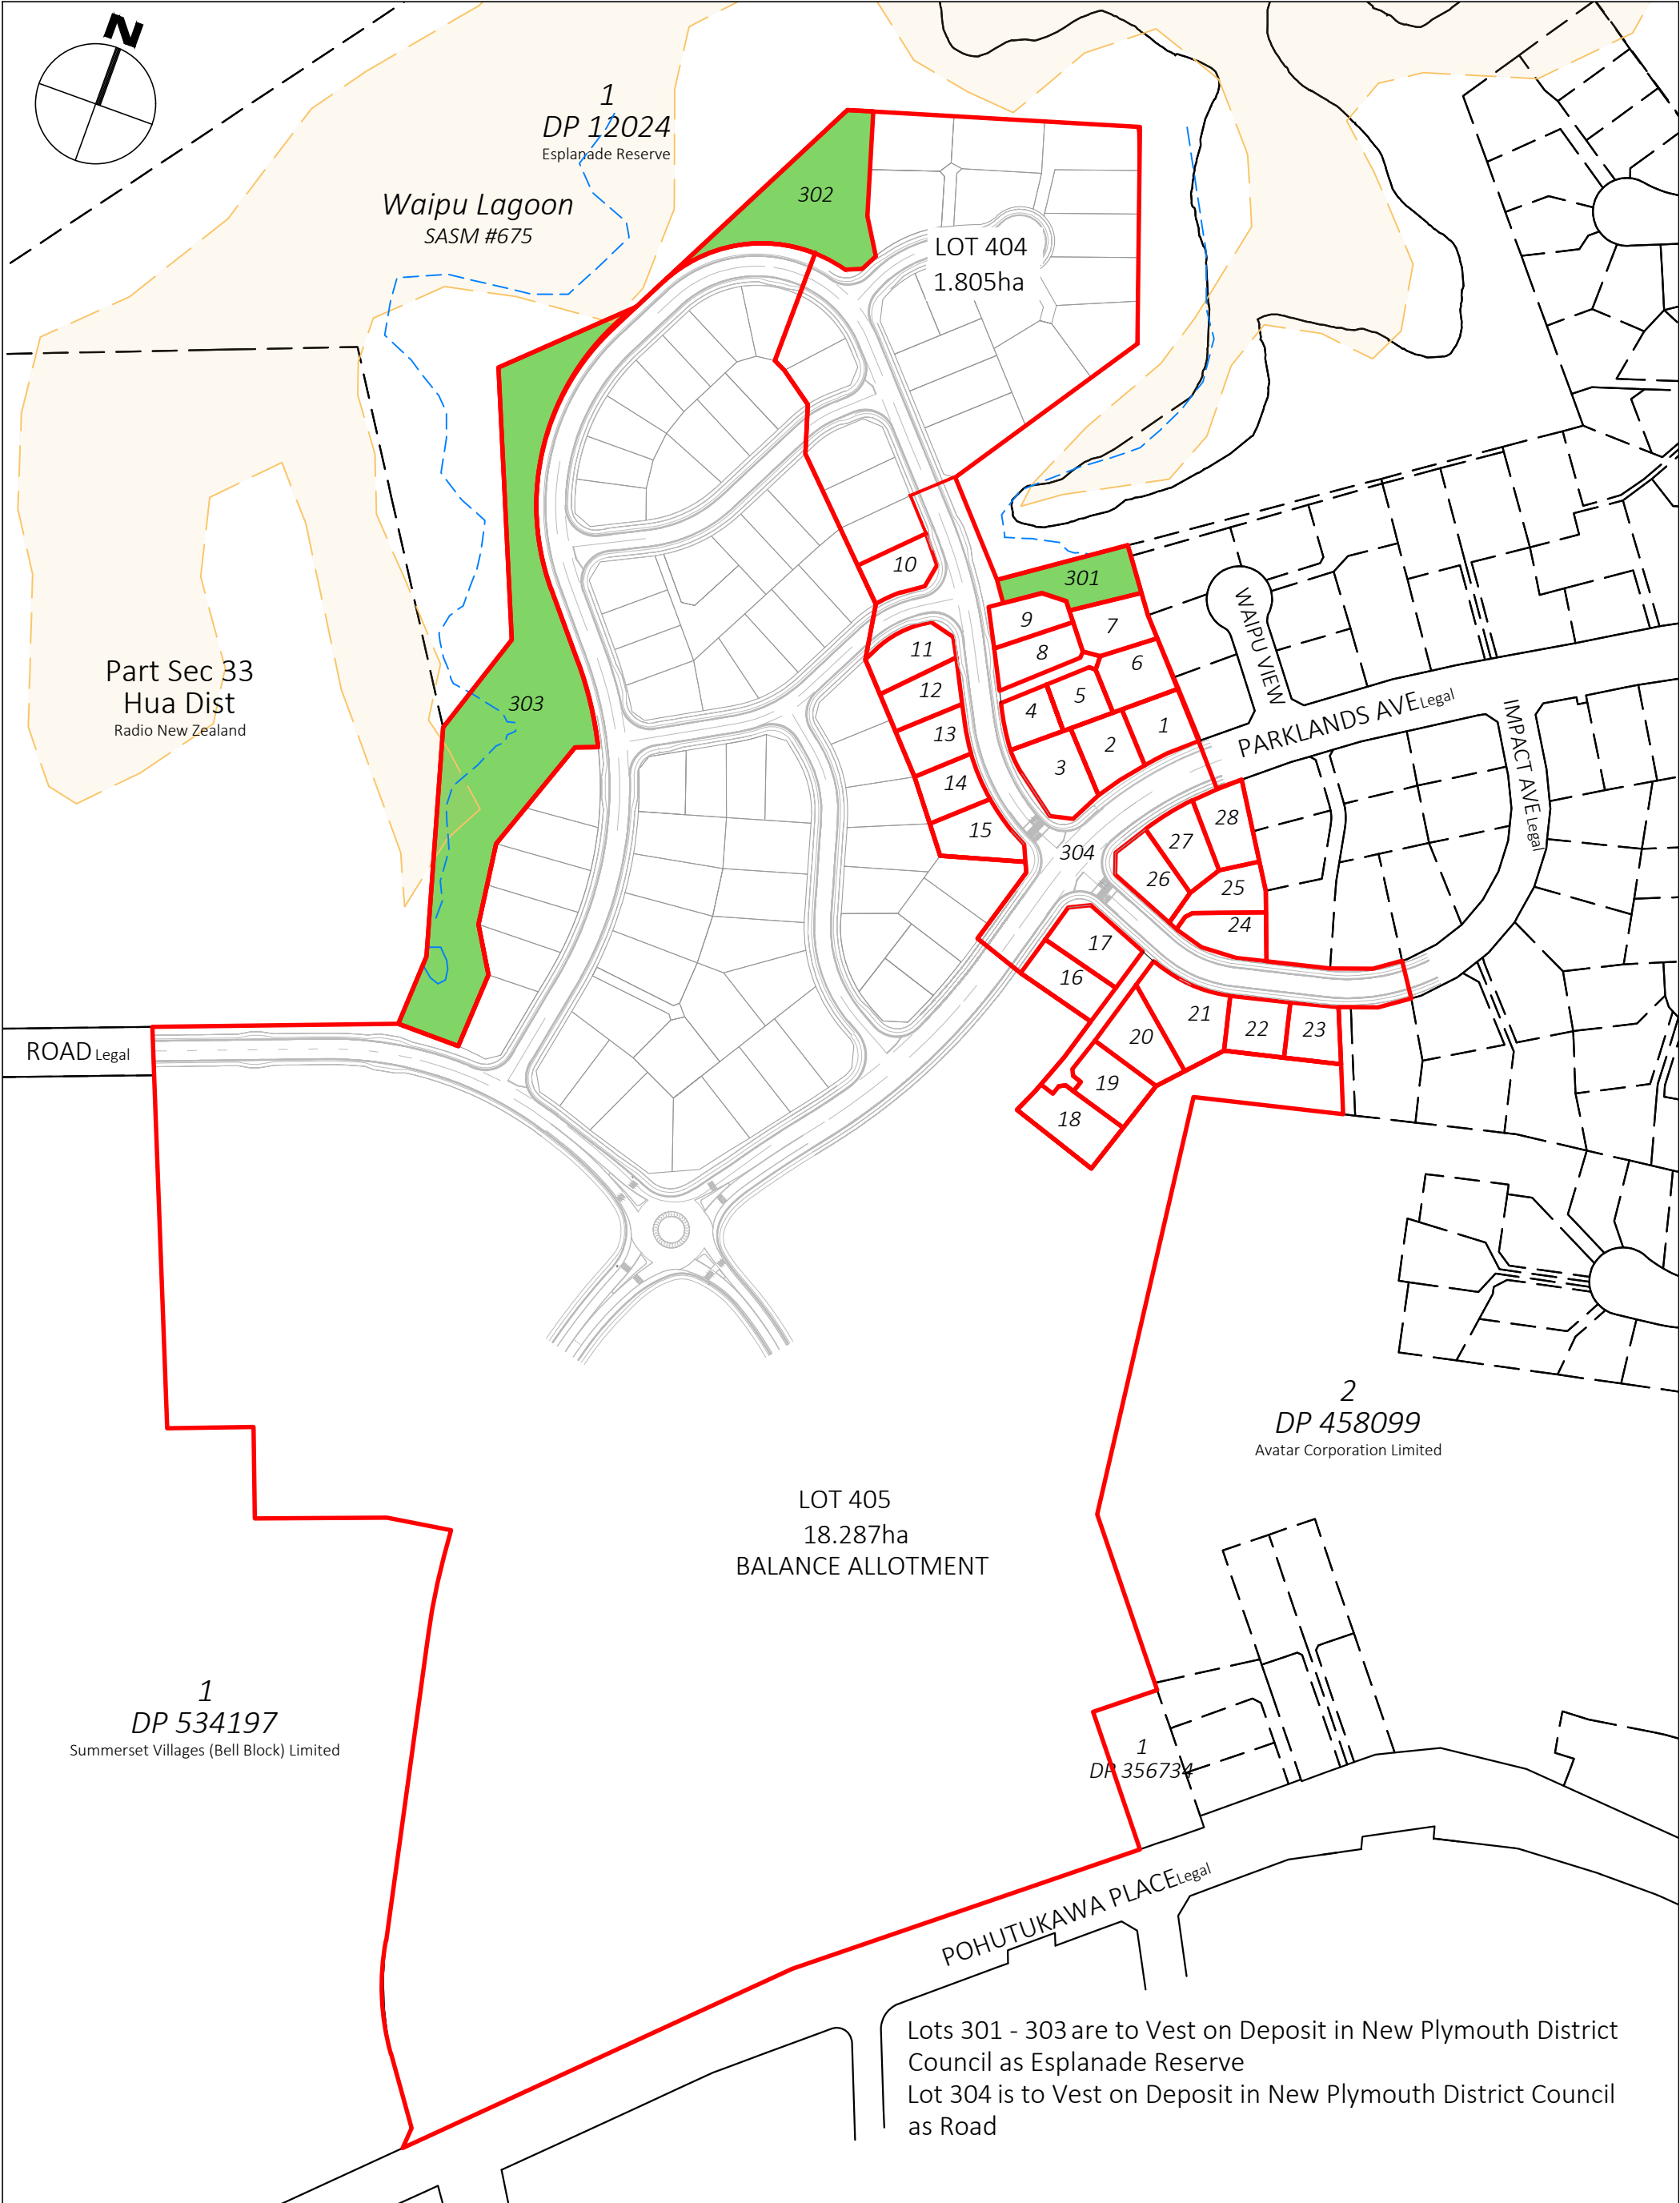 N
1
DP 12024
Esplanade Reserve
Waipu Lagoon
SASM #675
302
LOT 404
1.805ha
10
301
9
7
8
6
WAIPU VIEW
11
12
5
4
1
2
13
3
14
15
PARKLANDS AVE Legal
IMPACT AVE Legal
Part Sec 33
Hua Dist
Radio New Zealand
303
304
28
27
26
25
24
17
16
21
22
23
20
19
18
ROAD Legal
2
DP 458099
Avatar Corporation Limited
LOT 405
18.287ha
BALANCE ALLOTMENT
1
DP 534197
Summerset Villages (Bell Block) Limited
1
DP 356734
POHUTUKAWA PLACE Legal
Lots 301 - 303 are to Vest on Deposit in New Plymouth District
Council as Esplanade Reserve
Lot 304 is to Vest on Deposit in New Plymouth District Council
as Road